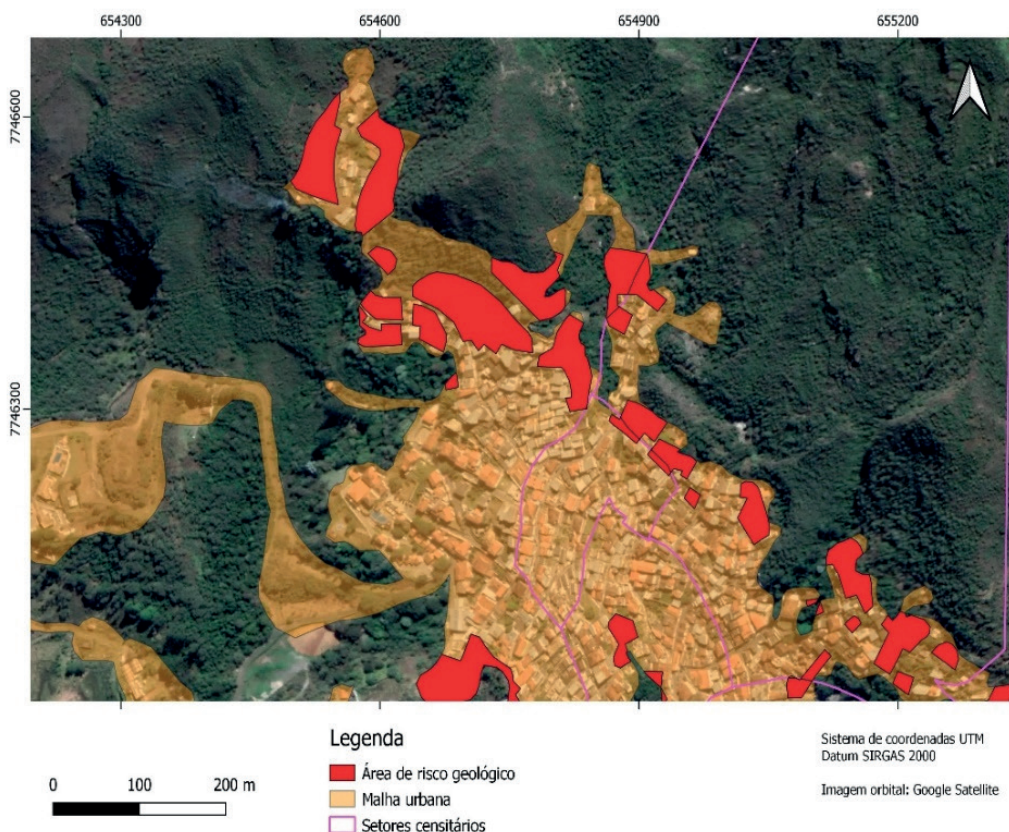 654300 654600 654900 655200
7746600
7746300
Legenda
Área de risco geológico
Malha urbana
Setores censitários
0 100 200 m
Sistema de coordenadas UTM
Datum SIRGAS 2000
Imagem orbital: Google Satellite